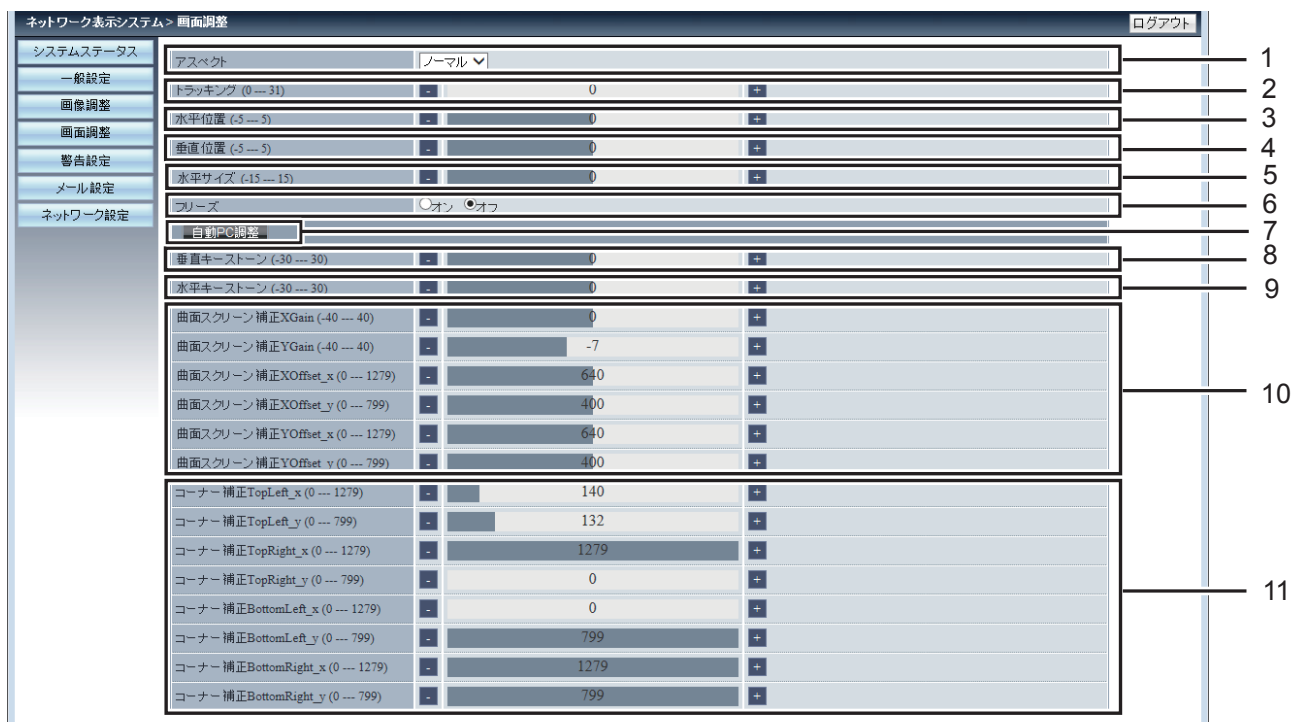 ネットワーク表示システム> 画面調整
ログアウト
システムステータス
一般設定
画像調整
画面調整
警告設定
メール設定
ネットワーク設定
アスペクト ノーマル 1
トラッキング (0 --- 31) - 0 + 2
水平位置 (-5 --- 5) - 0 + 3
垂直位置 (-5 --- 5) - 0 + 4
水平サイズ (-15 --- 15) - 0 + 5
フリーズ オン オフ 6
自動PC調整 7
垂直キーストーン (-30 --- 30) - 0 + 8
水平キーストーン (-30 --- 30) - 0 + 9
曲面スクリーン補正XGain (-40 --- 40) - 0 +
曲面スクリーン補正YGain (-40 --- 40) - -7 +
曲面スクリーン補正XOffset_x (0 --- 1279) - 640 +
曲面スクリーン補正XOffset_y (0 --- 799) - 400 +
曲面スクリーン補正YOffset_x (0 --- 1279) - 640 +
曲面スクリーン補正YOffset_y (0 --- 799) - 400 +
10
コーナー補正TopLeft_x (0 --- 1279) - 140 +
コーナー補正TopLeft_y (0 --- 799) - 132 +
コーナー補正TopRight_x (0 --- 1279) - 1279 +
コーナー補正TopRight_y (0 --- 799) - 0 +
コーナー補正BottomLeft_x (0 --- 1279) - 0 +
コーナー補正BottomLeft_y (0 --- 799) - 799 +
コーナー補正BottomRight_x (0 --- 1279) - 1279 +
コーナー補正BottomRight_y (0 --- 799) - 799 +
11